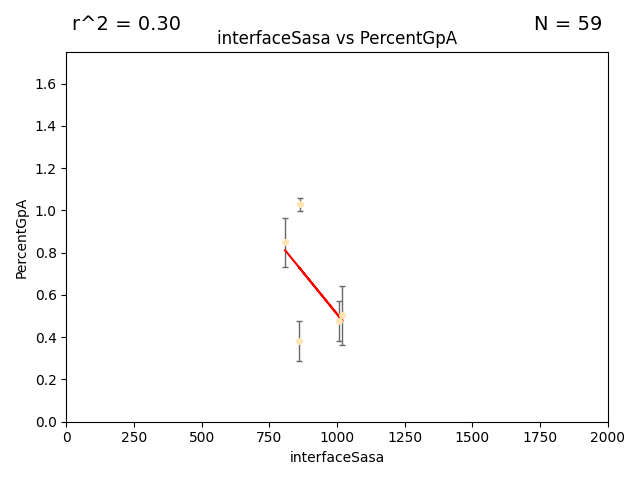 r^2 = 0.30
N = 59
interfaceSasa vs PercentGpA
PercentGpA
1.6
1.4
1.2
1.0
0.8
0.6
0.4
0.2
0.0
0 250 500 750 1000 1250 1500 1750 2000
interfaceSasa